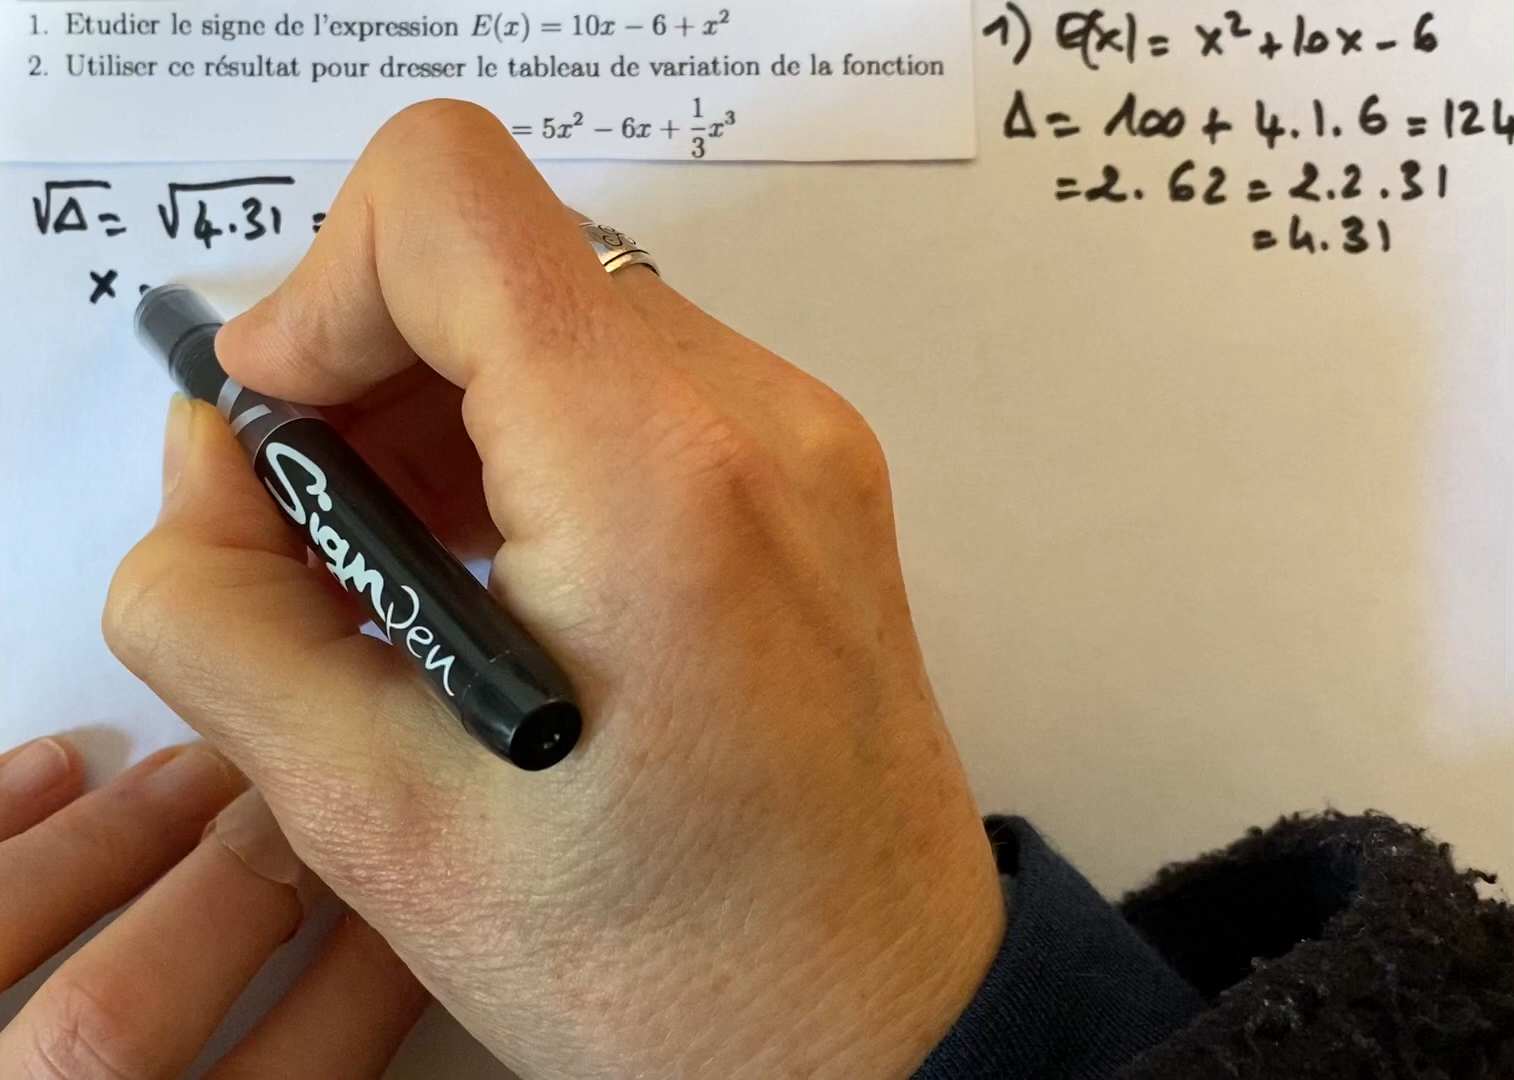 1. Etudier le signe de l'expression E(x) = 10x − 6 + x²
2. Utiliser ce résultat pour dresser le tableau de variation de la fonction
= 5x² − 6x + 1/3 x³
1) E(x) = x² + 10x - 6
Δ = 100 + 4.1.6 = 124
= 2. 62 = 2.2.31
= 4.31
√Δ = √4.31 =
x
SignPen